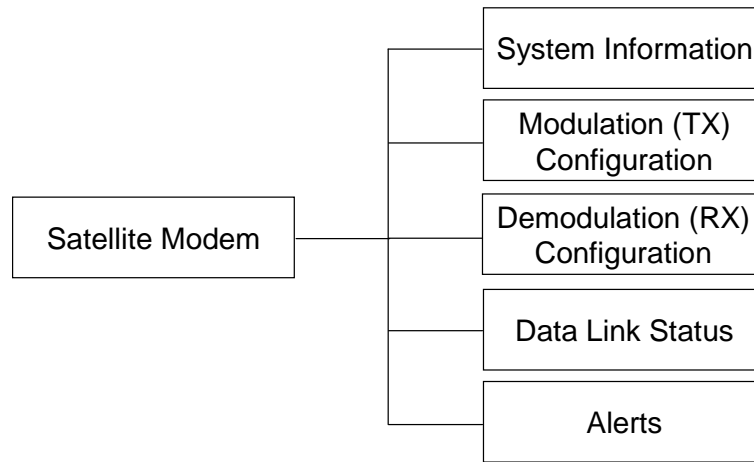 System Information
Modulation (TX)
Configuration
Satellite Modem
Demodulation (RX)
Configuration
Data Link Status
Alerts